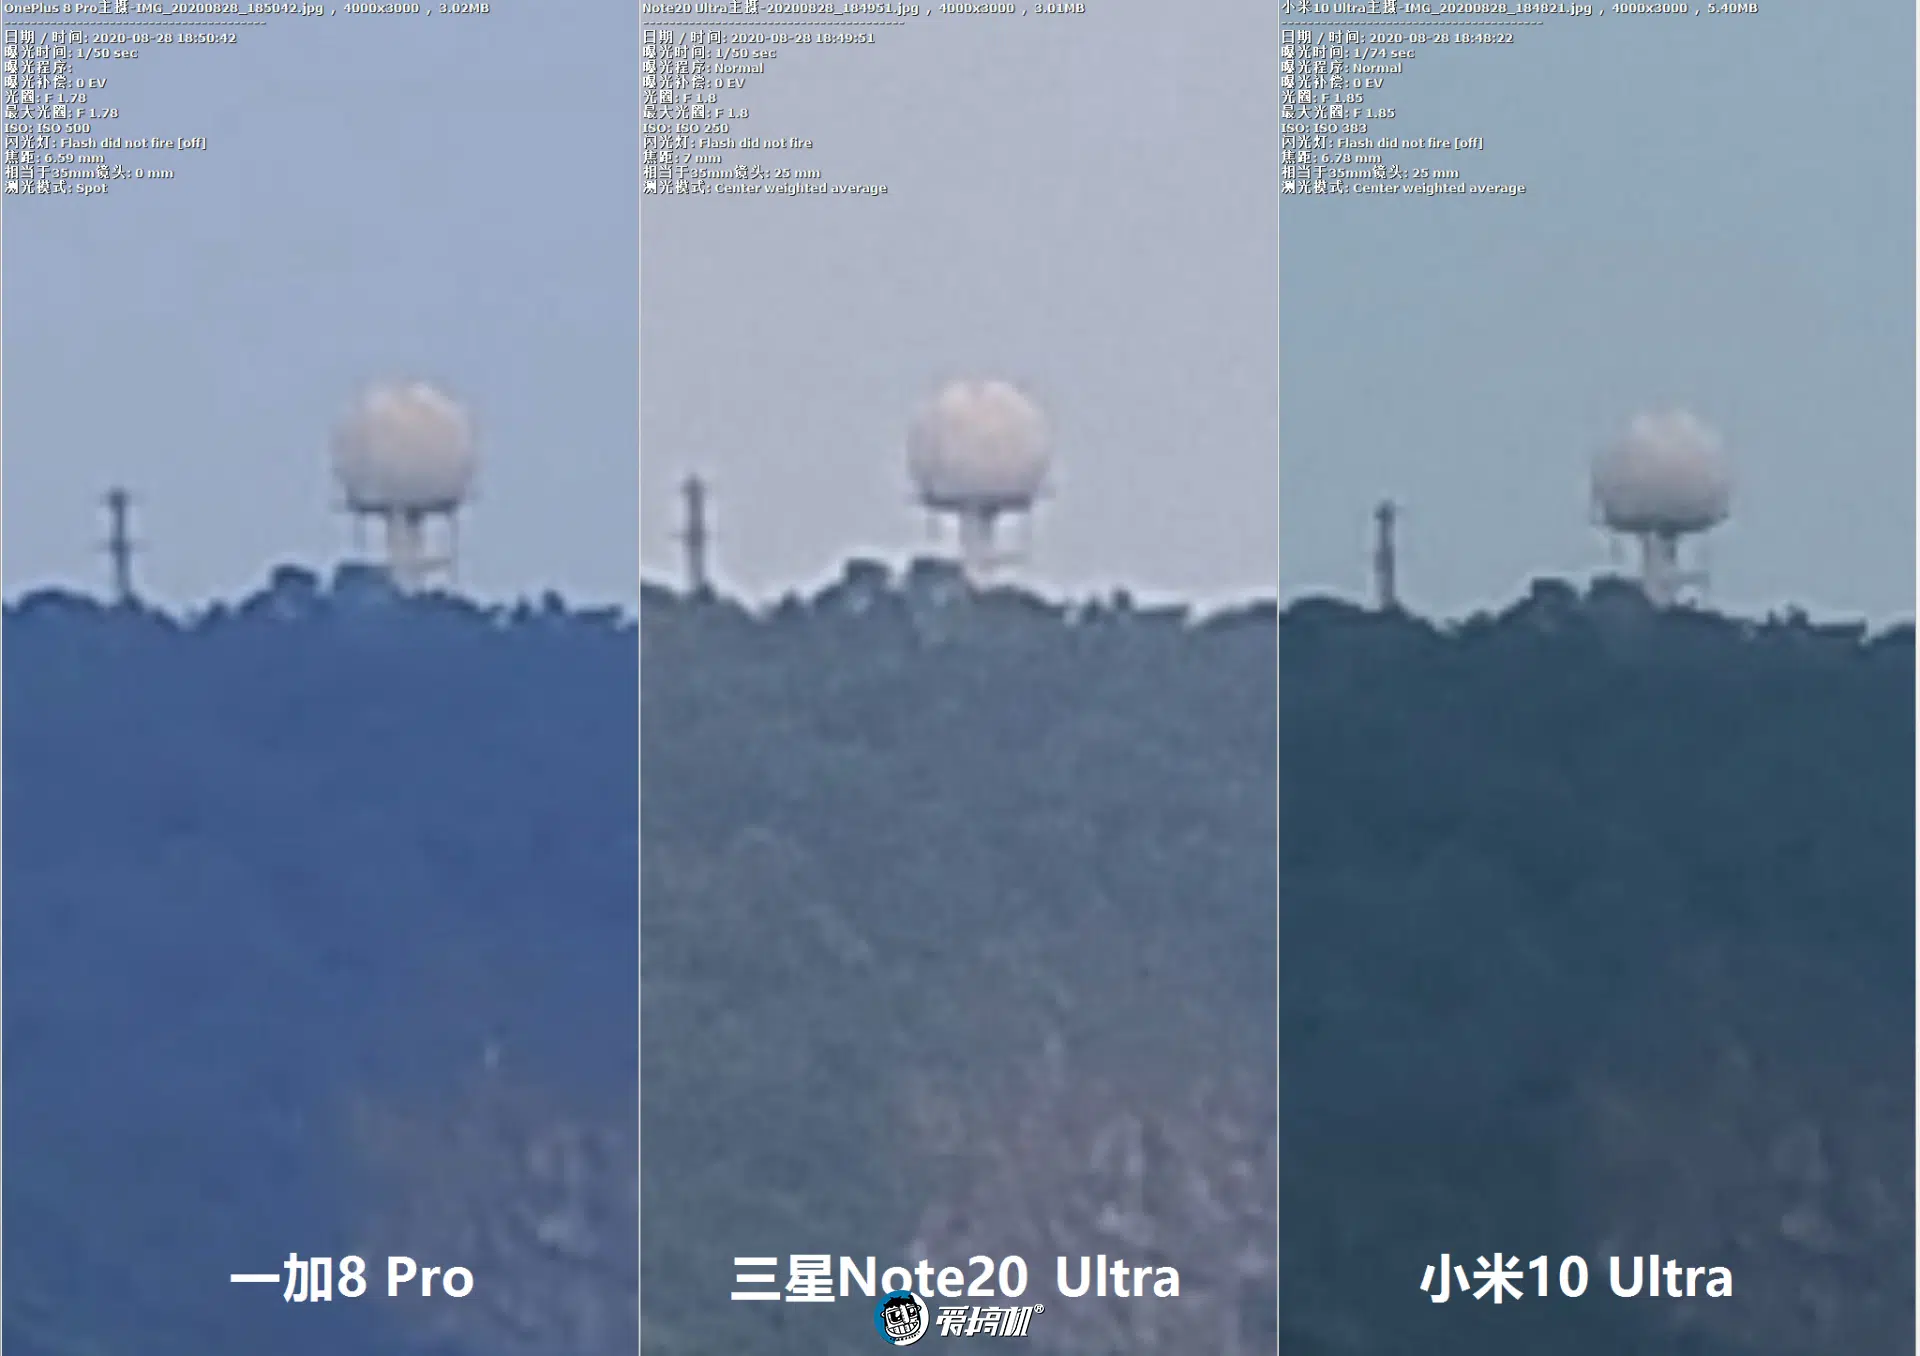 OnePlus 8 Pro主摄-IMG_20200828_185042.jpg , 4000x3000 , 3.02MB
日期 / 时间: 2020-08-28 18:50:42
曝光时间: 1/50 sec
曝光程序:
曝光补偿: 0 EV
光圈: F 1.78
最大光圈: F 1.78
ISO: ISO 500
闪光灯: Flash did not fire [off]
焦距: 6.59 mm
相当于35mm镜头: 0 mm
测光模式: Spot
Note20 Ultra主摄-20200828_184951.jpg , 4000x3000 , 3.01MB
日期 / 时间: 2020-08-28 18:49:51
曝光时间: 1/50 sec
曝光程序: Normal
曝光补偿: 0 EV
光圈: F 1.8
最大光圈: F 1.8
ISO: ISO 250
闪光灯: Flash did not fire
焦距: 7 mm
相当于35mm镜头: 25 mm
测光模式: Center weighted average
小米10 Ultra主摄-IMG_20200828_184821.jpg , 4000x3000 , 5.40MB
日期 / 时间: 2020-08-28 18:48:22
曝光时间: 1/74 sec
曝光程序: Normal
曝光补偿: 0 EV
光圈: F 1.85
最大光圈: F 1.85
ISO: ISO 383
闪光灯: Flash did not fire [off]
焦距: 6.78 mm
相当于35mm镜头: 25 mm
测光模式: Center weighted average
一加8 Pro
三星Note20 Ultra
小米10 Ultra
爱搞机®